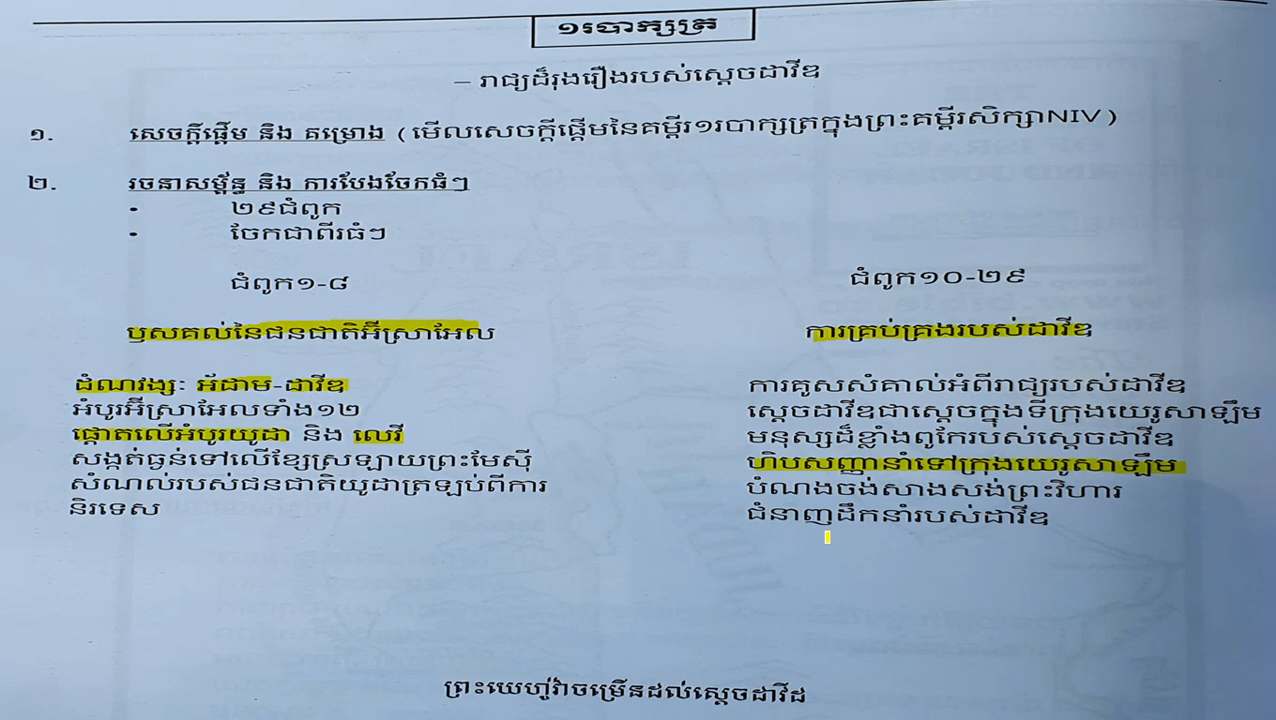 ១របាក្សត្រ
– រាជ្យដ៏រុងរឿងរបស់ស្ដេចដាវីឌ
១. សេចក្ដីផ្ដើម និង គម្រោង (មើលសេចក្ដីផ្ដើមនៃគម្ពីរ១របាក្សត្រក្នុងព្រះគម្ពីរសិក្សាNIV)
២. រចនាសម្ព័ន្ធ និង ការបែងចែកធំៗ
• ២៩ជំពូក
• ចែកជាពីរធំៗ
ជំពូក១-៨
ឫសគល់នៃជនជាតិអ៊ីស្រាអែល
ដំណវង្សៈ អ័ដាម-ដាវីឌ
អំបូរអ៊ីស្រាអែលទាំង១២
ផ្ដោតលើអំបូរយូដា និង លេវី
សង្កត់ធ្ងន់ទៅលើខ្សែស្រឡាយព្រះមែស៊ី
សំណល់របស់ជនជាតិយូដាត្រឡប់ពីការ
និរទេស
ជំពូក១០-២៩
ការគ្រប់គ្រងរបស់ដាវីឌ
ការគូសសំគាល់អំពីរាជ្យរបស់ដាវីឌ
ស្ដេចដាវីឌជាស្ដេចក្នុងទីក្រុងយេរូសាឡឹម
មនុស្សដ៏ខ្លាំងពូកែរបស់ស្ដេចដាវីឌ
ហិបសញ្ញានាំទៅក្រុងយេរូសាឡឹម
បំណងចង់សាងសង់ព្រះវិហារ
ជំនាញដឹកនាំរបស់ដាវីឌ
ព្រះយេហូវ៉ាចម្រើនដល់ស្ដេចដាវីដ